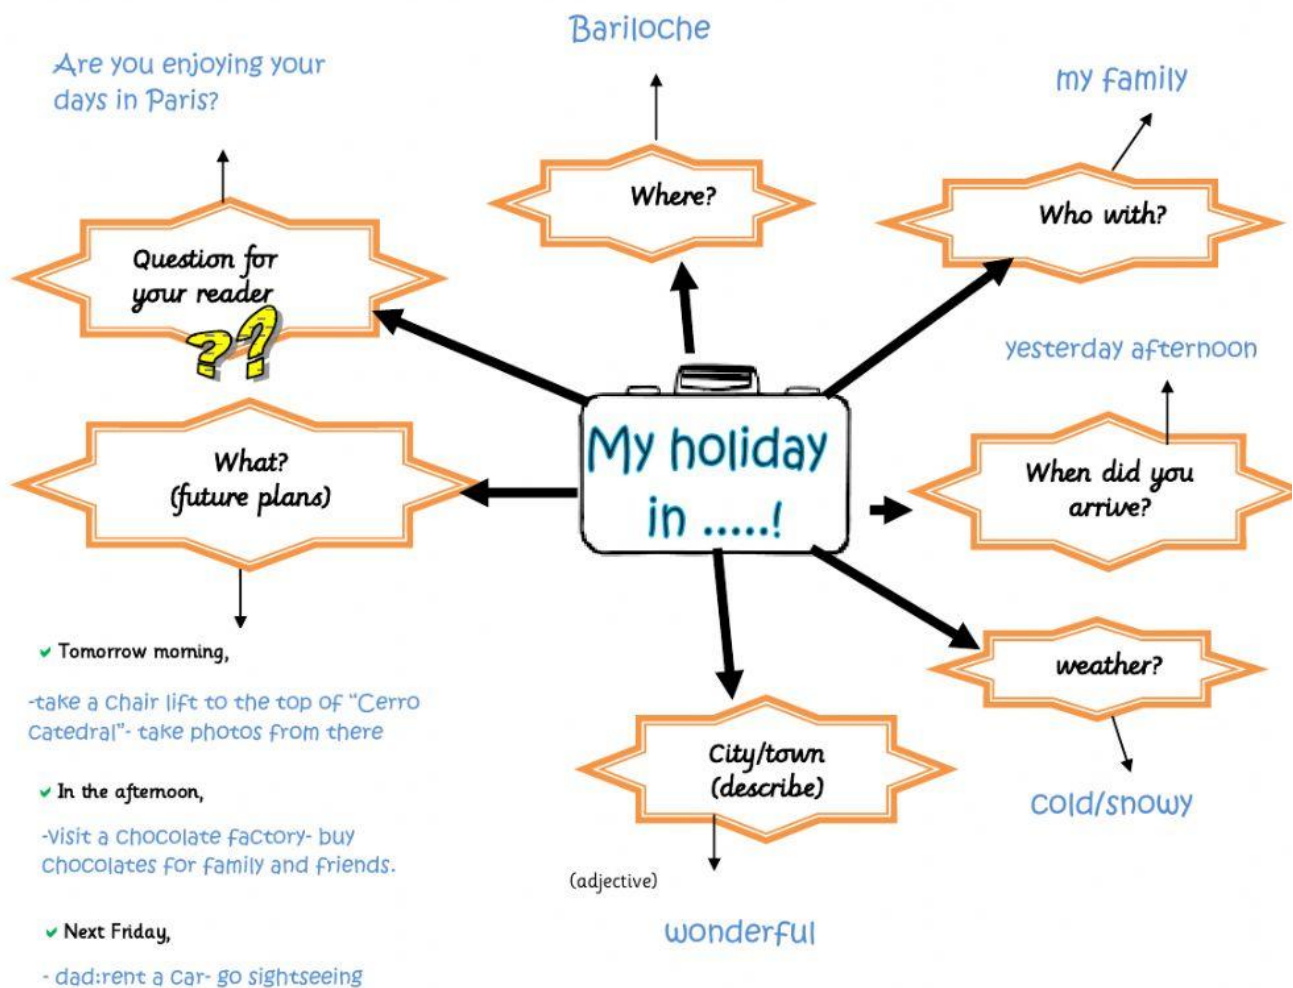 Bariloche
Are you enjoying your
days in Paris?
my family
Where?
Who with?
Question for
your reader
??
yesterday afternoon
My holiday
in .....!
What?
(future plans)
When did you
arrive?
weather?
✓ Tomorrow morning,
-take a chair lift to the top of “Cerro
catedral”- take photos from there
City/town
(describe)
cold/snowy
✓ In the afternoon,
-visit a chocolate factory- buy
chocolates for family and friends.
(adjective)
wonderful
✓ Next Friday,
- dad:rent a car- go sightseeing